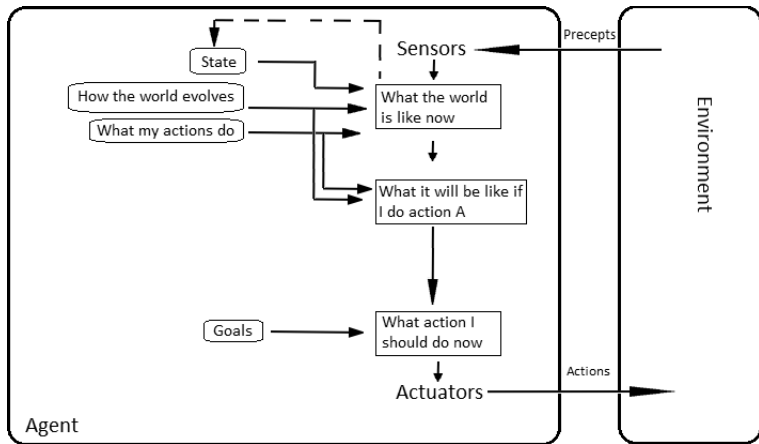 Precepts
Sensors
State
How the world evolves
What the world
is like now
What my actions do
What it will be like if
I do action A
Goals
What action I
should do now
Actuators
Actions
Agent
Environment